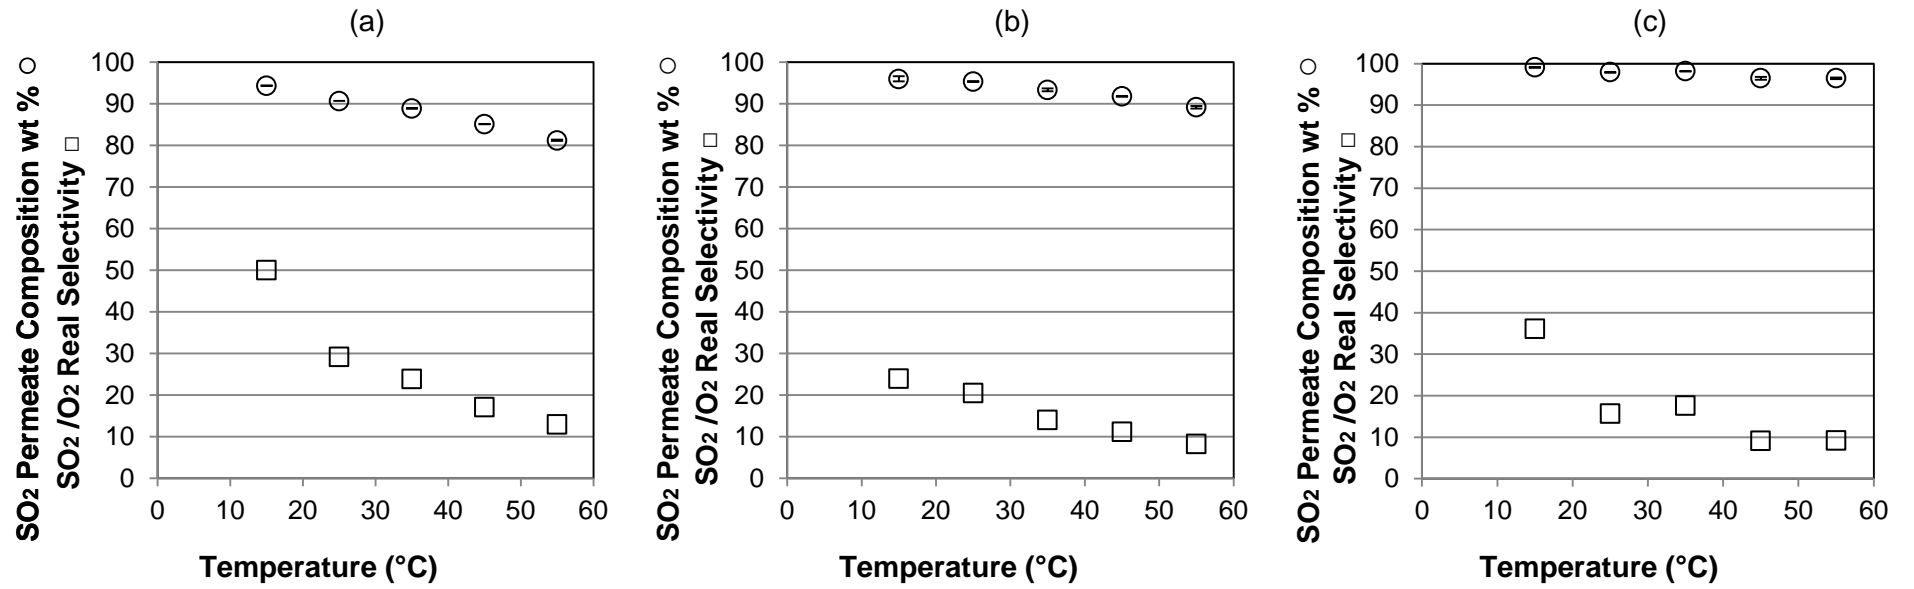 (a)
SO2 Permeate Composition wt % ○
SO2 /O2 Real Selectivity □
100
90
80
70
60
50
40
30
20
10
0
0 10 20 30 40 50 60
Temperature (°C)
(b)
SO2 Permeate Composition wt % ○
SO2 /O2 Real Selectivity □
100
90
80
70
60
50
40
30
20
10
0
0 10 20 30 40 50 60
Temperature (°C)
(c)
SO2 Permeate Composition wt % ○
SO2 /O2 Real Selectivity □
100
90
80
70
60
50
40
30
20
10
0
0 10 20 30 40 50 60
Temperature (°C)